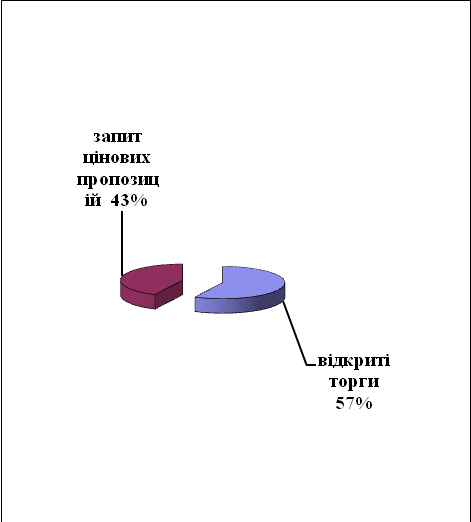 запит
цінових
пропозиц
ій 43%
відкриті
торги
57%